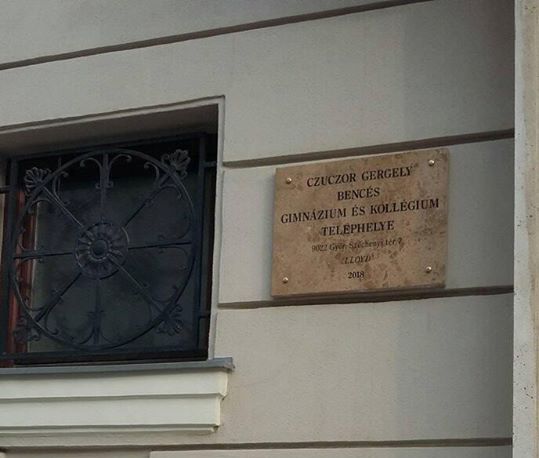 CZUCZOR GERGELY
BENCÉS
GIMNÁZIUM ÉS KOLLÉGIUM
TELEPHELYE
9022 Győr, Széchenyi tér 7.
"LLOYD"
2018